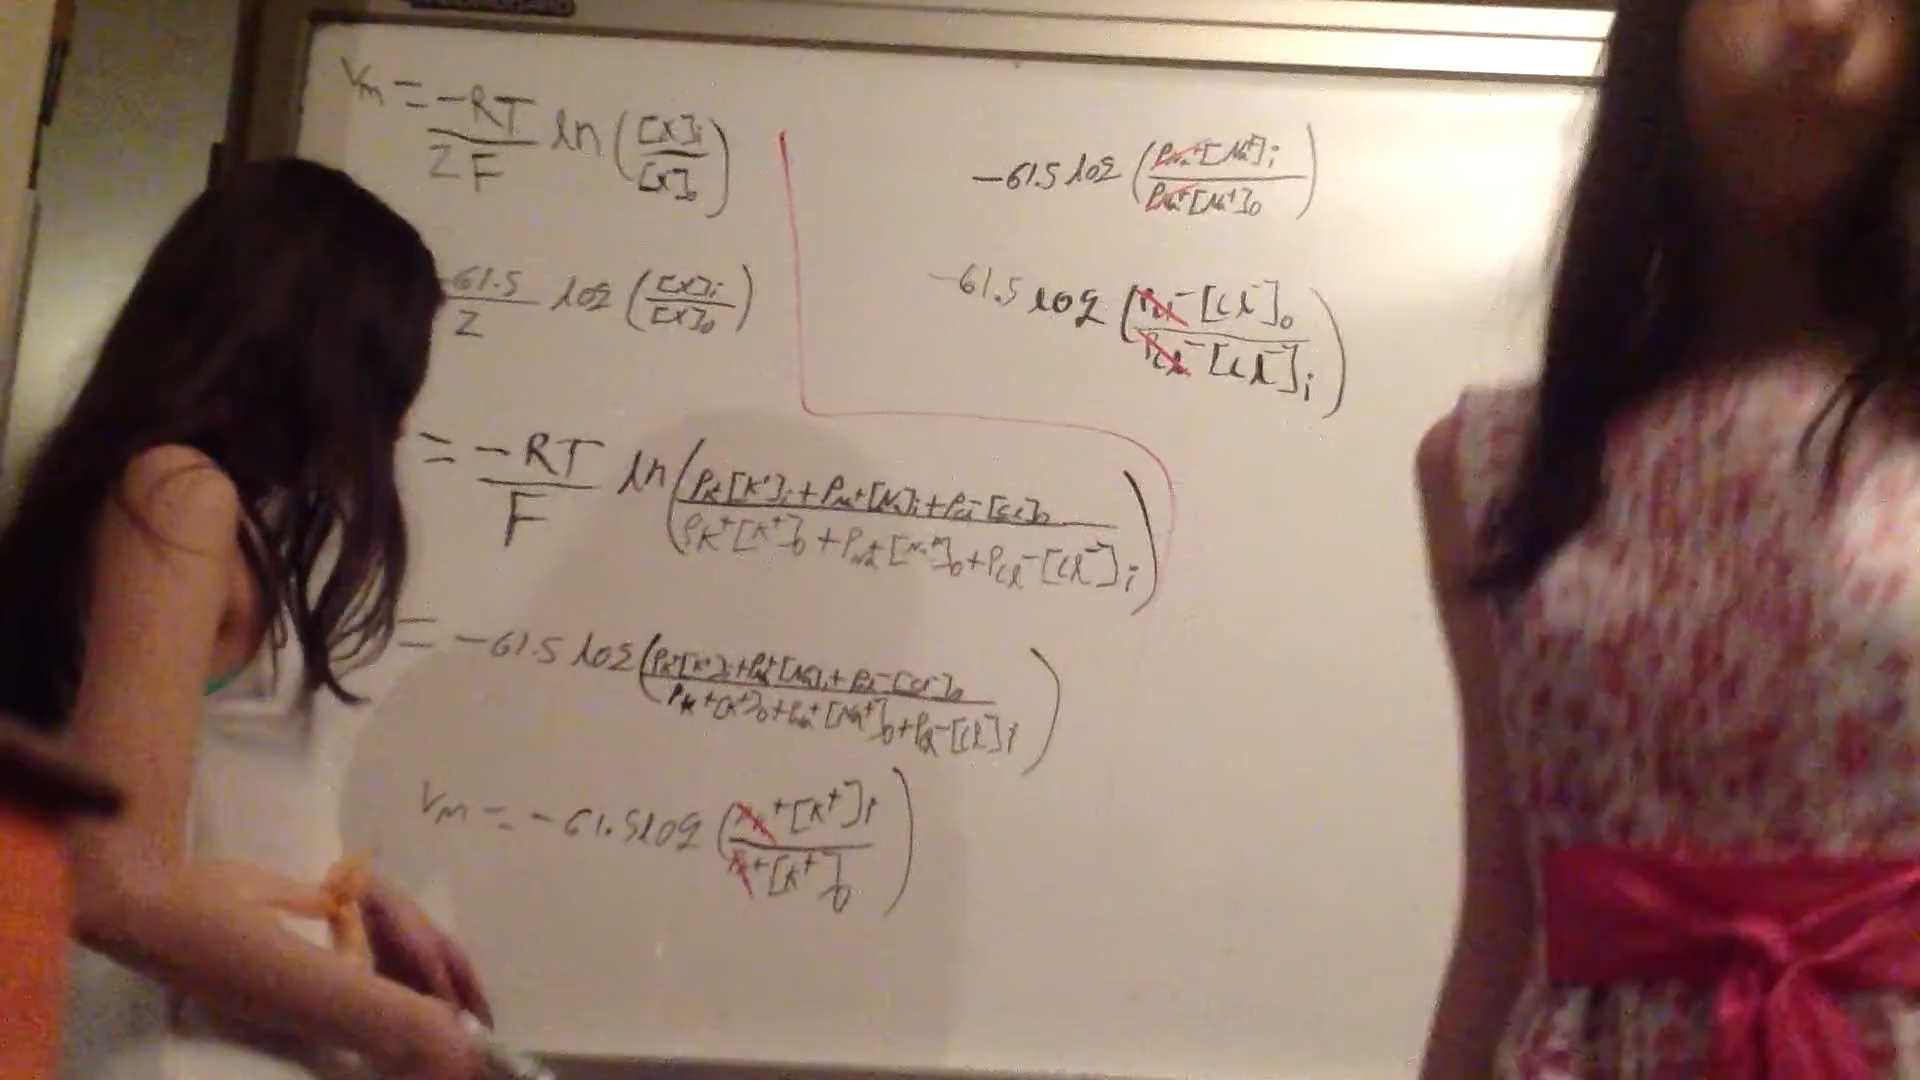 Vm = -RT/ZF ln([X]i/[X]o)
-61.5/Z log([X]i/[X]o)
= -RT/F ln(PK+[K+]i+PNa+[Na]i+PCl-[Cl]o / PK+[K+]o+PNa+[Na+]o+PCl-[Cl-]i)
= -61.5 log(PK+[K+]i+PNa+[Na]i+PCl-[Cl-]o / PK+[K+]o+PNa+[Na+]o+PCl-[Cl]i)
Vm = -61.5 log(PK+[K+]i / PK+[K+]o)
-61.5 log(PNa+[Na+]i / PNa+[Na+]o)
-61.5 log(PCl-[Cl-]o / PCl-[Cl-]i)